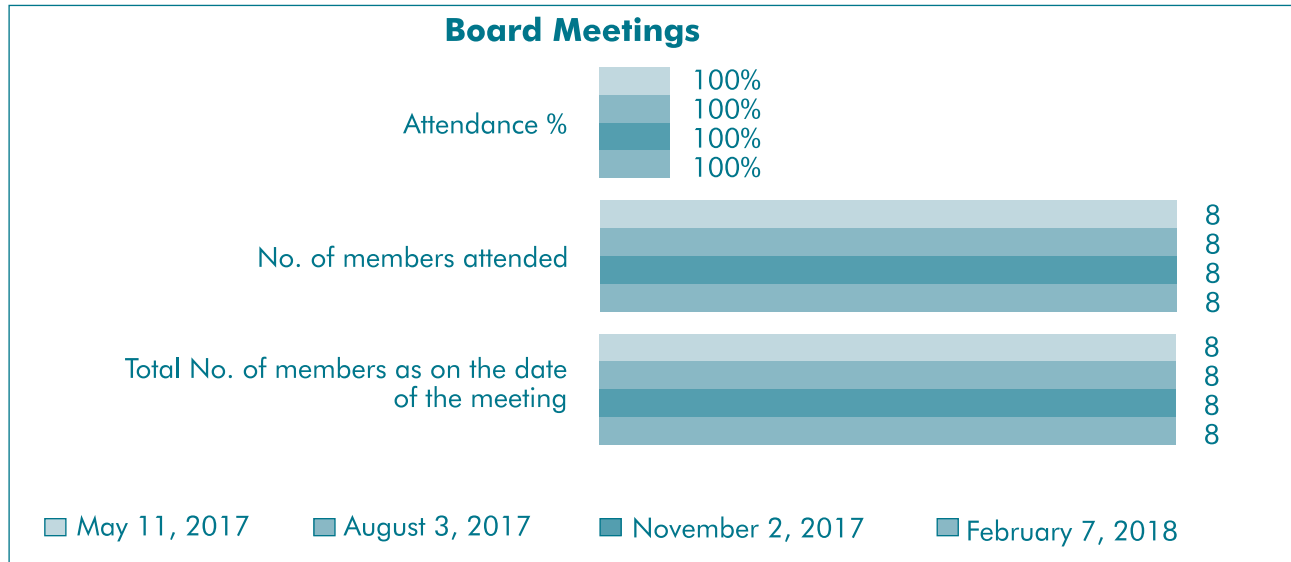 Board Meetings
Attendance %
100%
100%
100%
100%
No. of members attended
8
8
8
8
Total No. of members as on the date
of the meeting
8
8
8
8
May 11, 2017
August 3, 2017
November 2, 2017
February 7, 2018